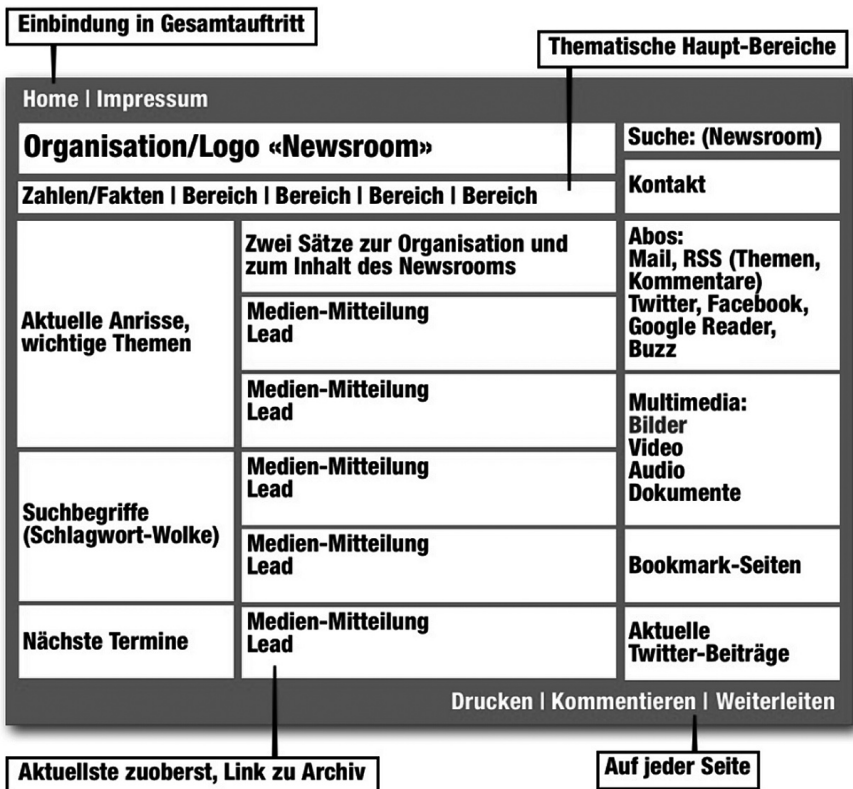 Einbindung in Gesamtauftritt
Thematische Haupt-Bereiche
Home | Impressum
Organisation/Logo «Newsroom»
Suche: (Newsroom)
Zahlen/Fakten | Bereich | Bereich | Bereich | Bereich
Kontakt
Aktuelle Anrisse,
wichtige Themen
Suchbegriffe
(Schlagwort-Wolke)
Nächste Termine
Zwei Sätze zur Organisation und
zum Inhalt des Newsrooms
Medien-Mitteilung
Lead
Medien-Mitteilung
Lead
Medien-Mitteilung
Lead
Medien-Mitteilung
Lead
Medien-Mitteilung
Lead
Abos:
Mail, RSS (Themen,
Kommentare)
Twitter, Facebook,
Google Reader,
Buzz
Multimedia:
Bilder
Video
Audio
Dokumente
Bookmark-Seiten
Aktuelle
Twitter-Beiträge
Drucken | Kommentieren | Weiterleiten
Aktuellste zuoberst, Link zu Archiv
Auf jeder Seite